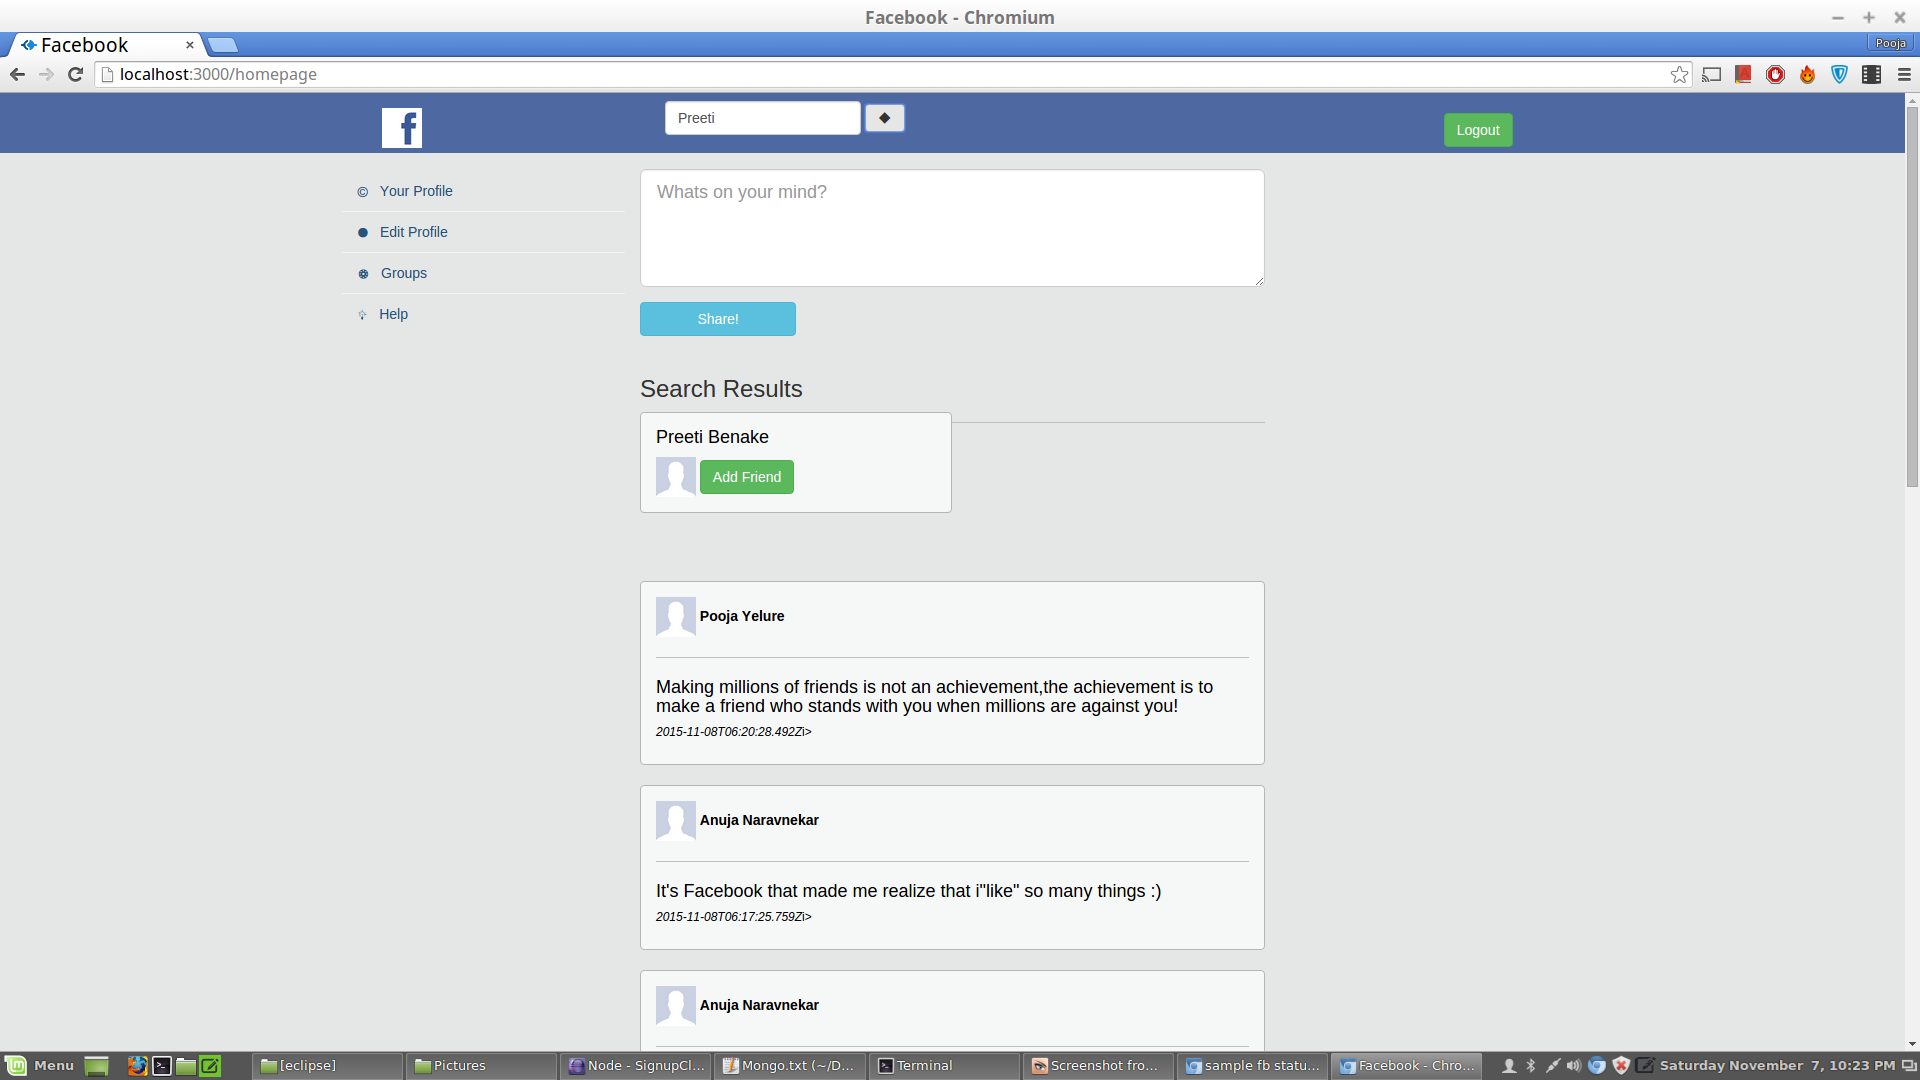 Facebook - Chromium
Facebook
Pooja
localhost:3000/homepage
f
Preeti
Logout
Your Profile
Edit Profile
Groups
Help
Whats on your mind?
Share!
Search Results
Preeti Benake
Add Friend
Pooja Yelure
Making millions of friends is not an achievement,the achievement is to
make a friend who stands with you when millions are against you!
2015-11-08T06:20:28.492Zi>
Anuja Naravnekar
It's Facebook that made me realize that i"like" so many things :)
2015-11-08T06:17:25.759Zi>
Anuja Naravnekar
Menu
[eclipse]
Pictures
Node - SignupCl...
Mongo.txt (~/D...
Terminal
Screenshot fro...
sample fb statu...
Facebook - Chro...
Saturday November 7, 10:23 PM